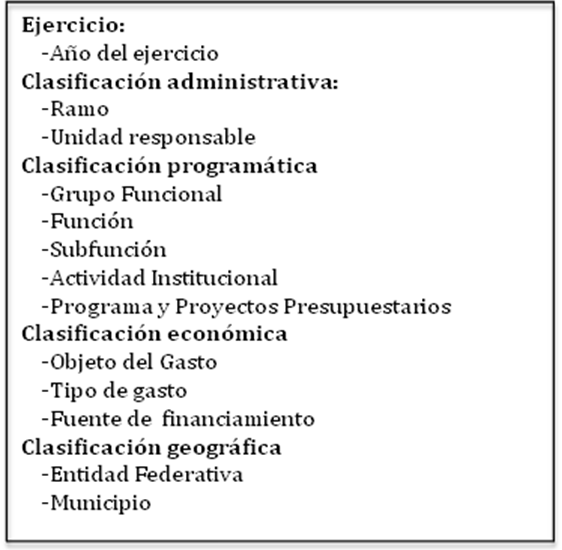 Ejercicio:
-Año del ejercicio
Clasificación administrativa:
-Ramo
-Unidad responsable
Clasificación programática
-Grupo Funcional
-Función
-Subfunción
-Actividad Institucional
-Programa y Proyectos Presupuestarios
Clasificación económica
-Objeto del Gasto
-Tipo de gasto
-Fuente de financiamiento
Clasificación geográfica
-Entidad Federativa
-Municipio